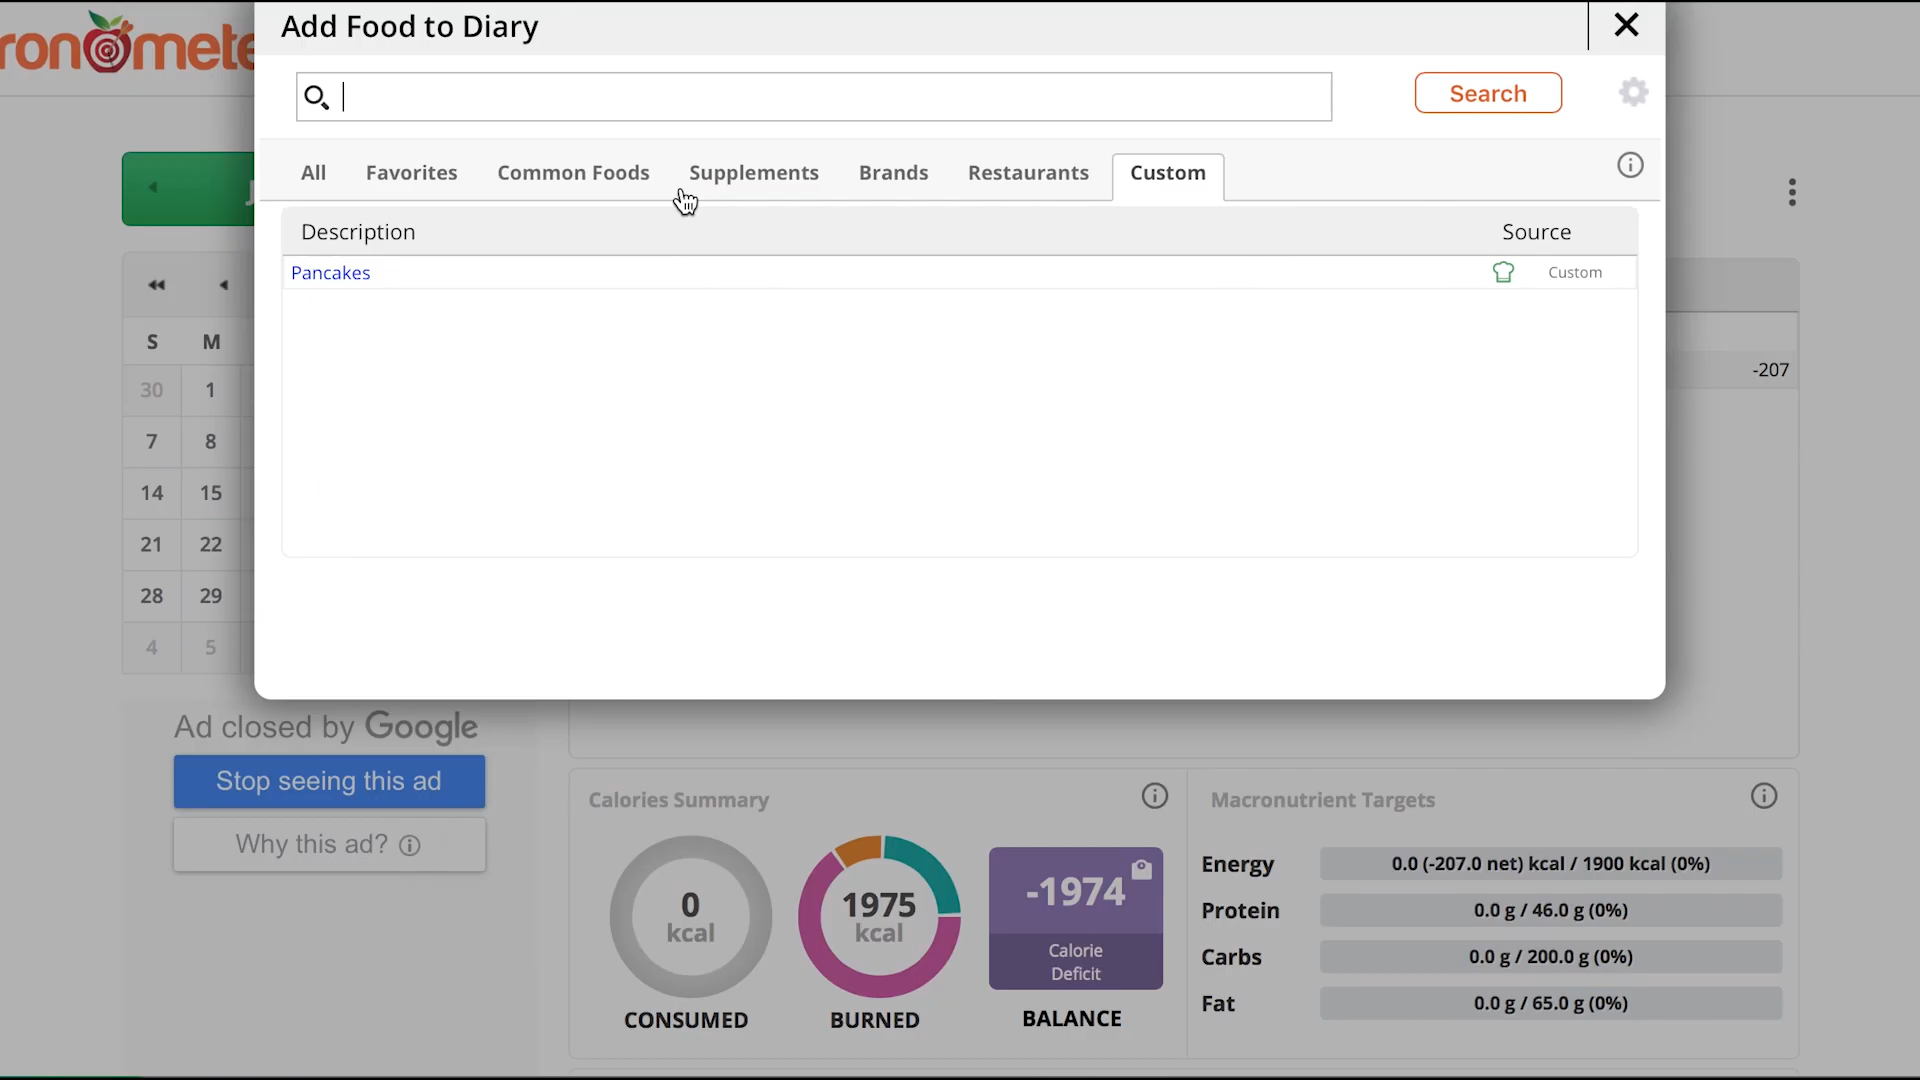 ronomete
Add Food to Diary
Search
All Favorites Common Foods Supplements Brands Restaurants Custom
Description Source
Pancakes Custom
S M
30 1
7 8
14 15
21 22
28 29
4 5
-207
Ad closed by Google
Stop seeing this ad
Why this ad?
Calories Summary
0
kcal
CONSUMED
1975
kcal
BURNED
-1974
Calorie
Deficit
BALANCE
Macronutrient Targets
Energy 0.0 (-207.0 net) kcal / 1900 kcal (0%)
Protein 0.0 g / 46.0 g (0%)
Carbs 0.0 g / 200.0 g (0%)
Fat 0.0 g / 65.0 g (0%)